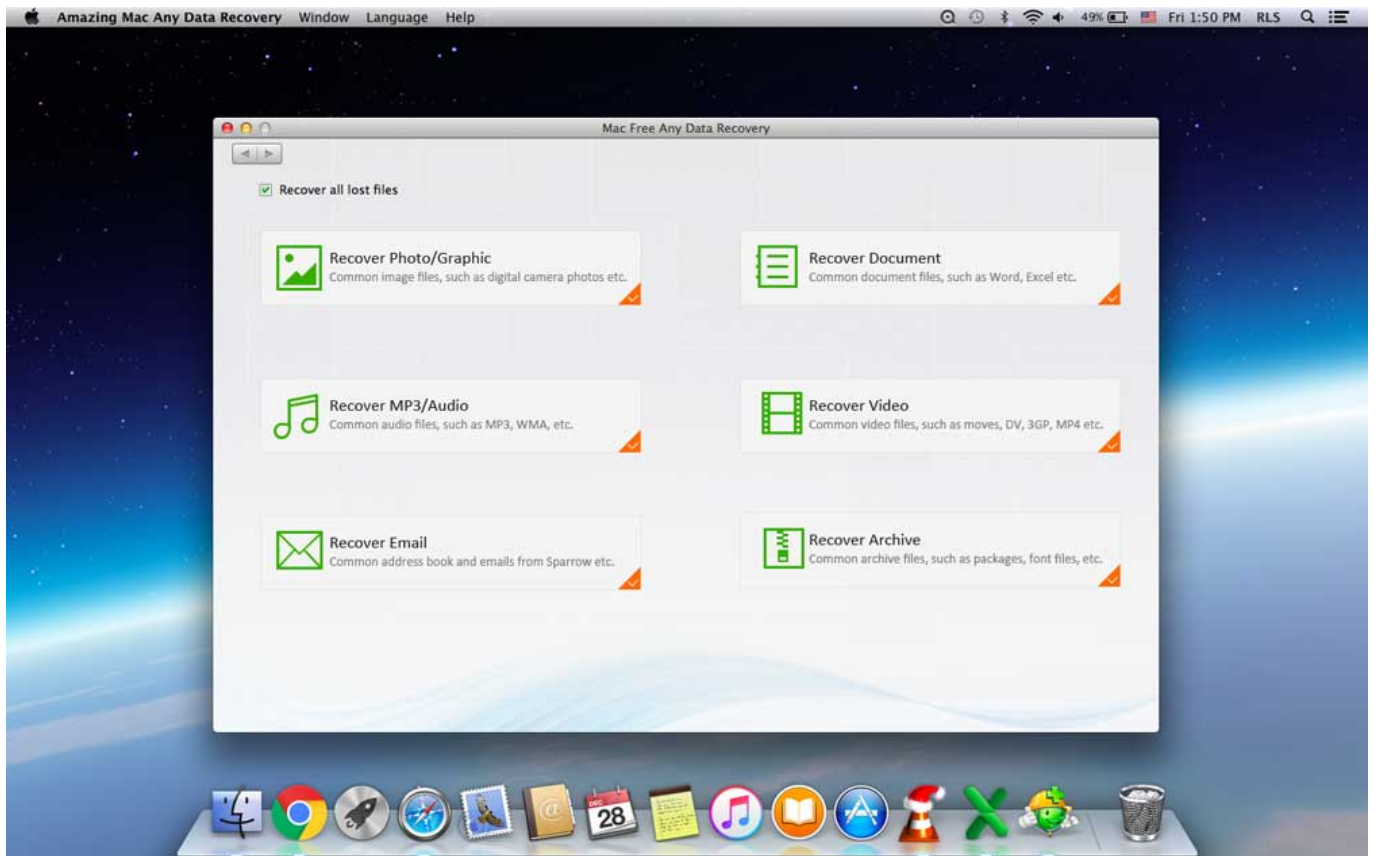 Amazing Mac Any Data Recovery Window Language Help 49% Fri 1:50 PM RLS
Mac Free Any Data Recovery
Recover all lost files
Recover Photo/Graphic
Common image files, such as digital camera photos etc.
Recover Document
Common document files, such as Word, Excel etc.
Recover MP3/Audio
Common audio files, such as MP3, WMA, etc.
Recover Video
Common video files, such as moves, DV, 3GP, MP4 etc.
Recover Email
Common address book and emails from Sparrow etc.
Recover Archive
Common archive files, such as packages, font files, etc.
DEC
28